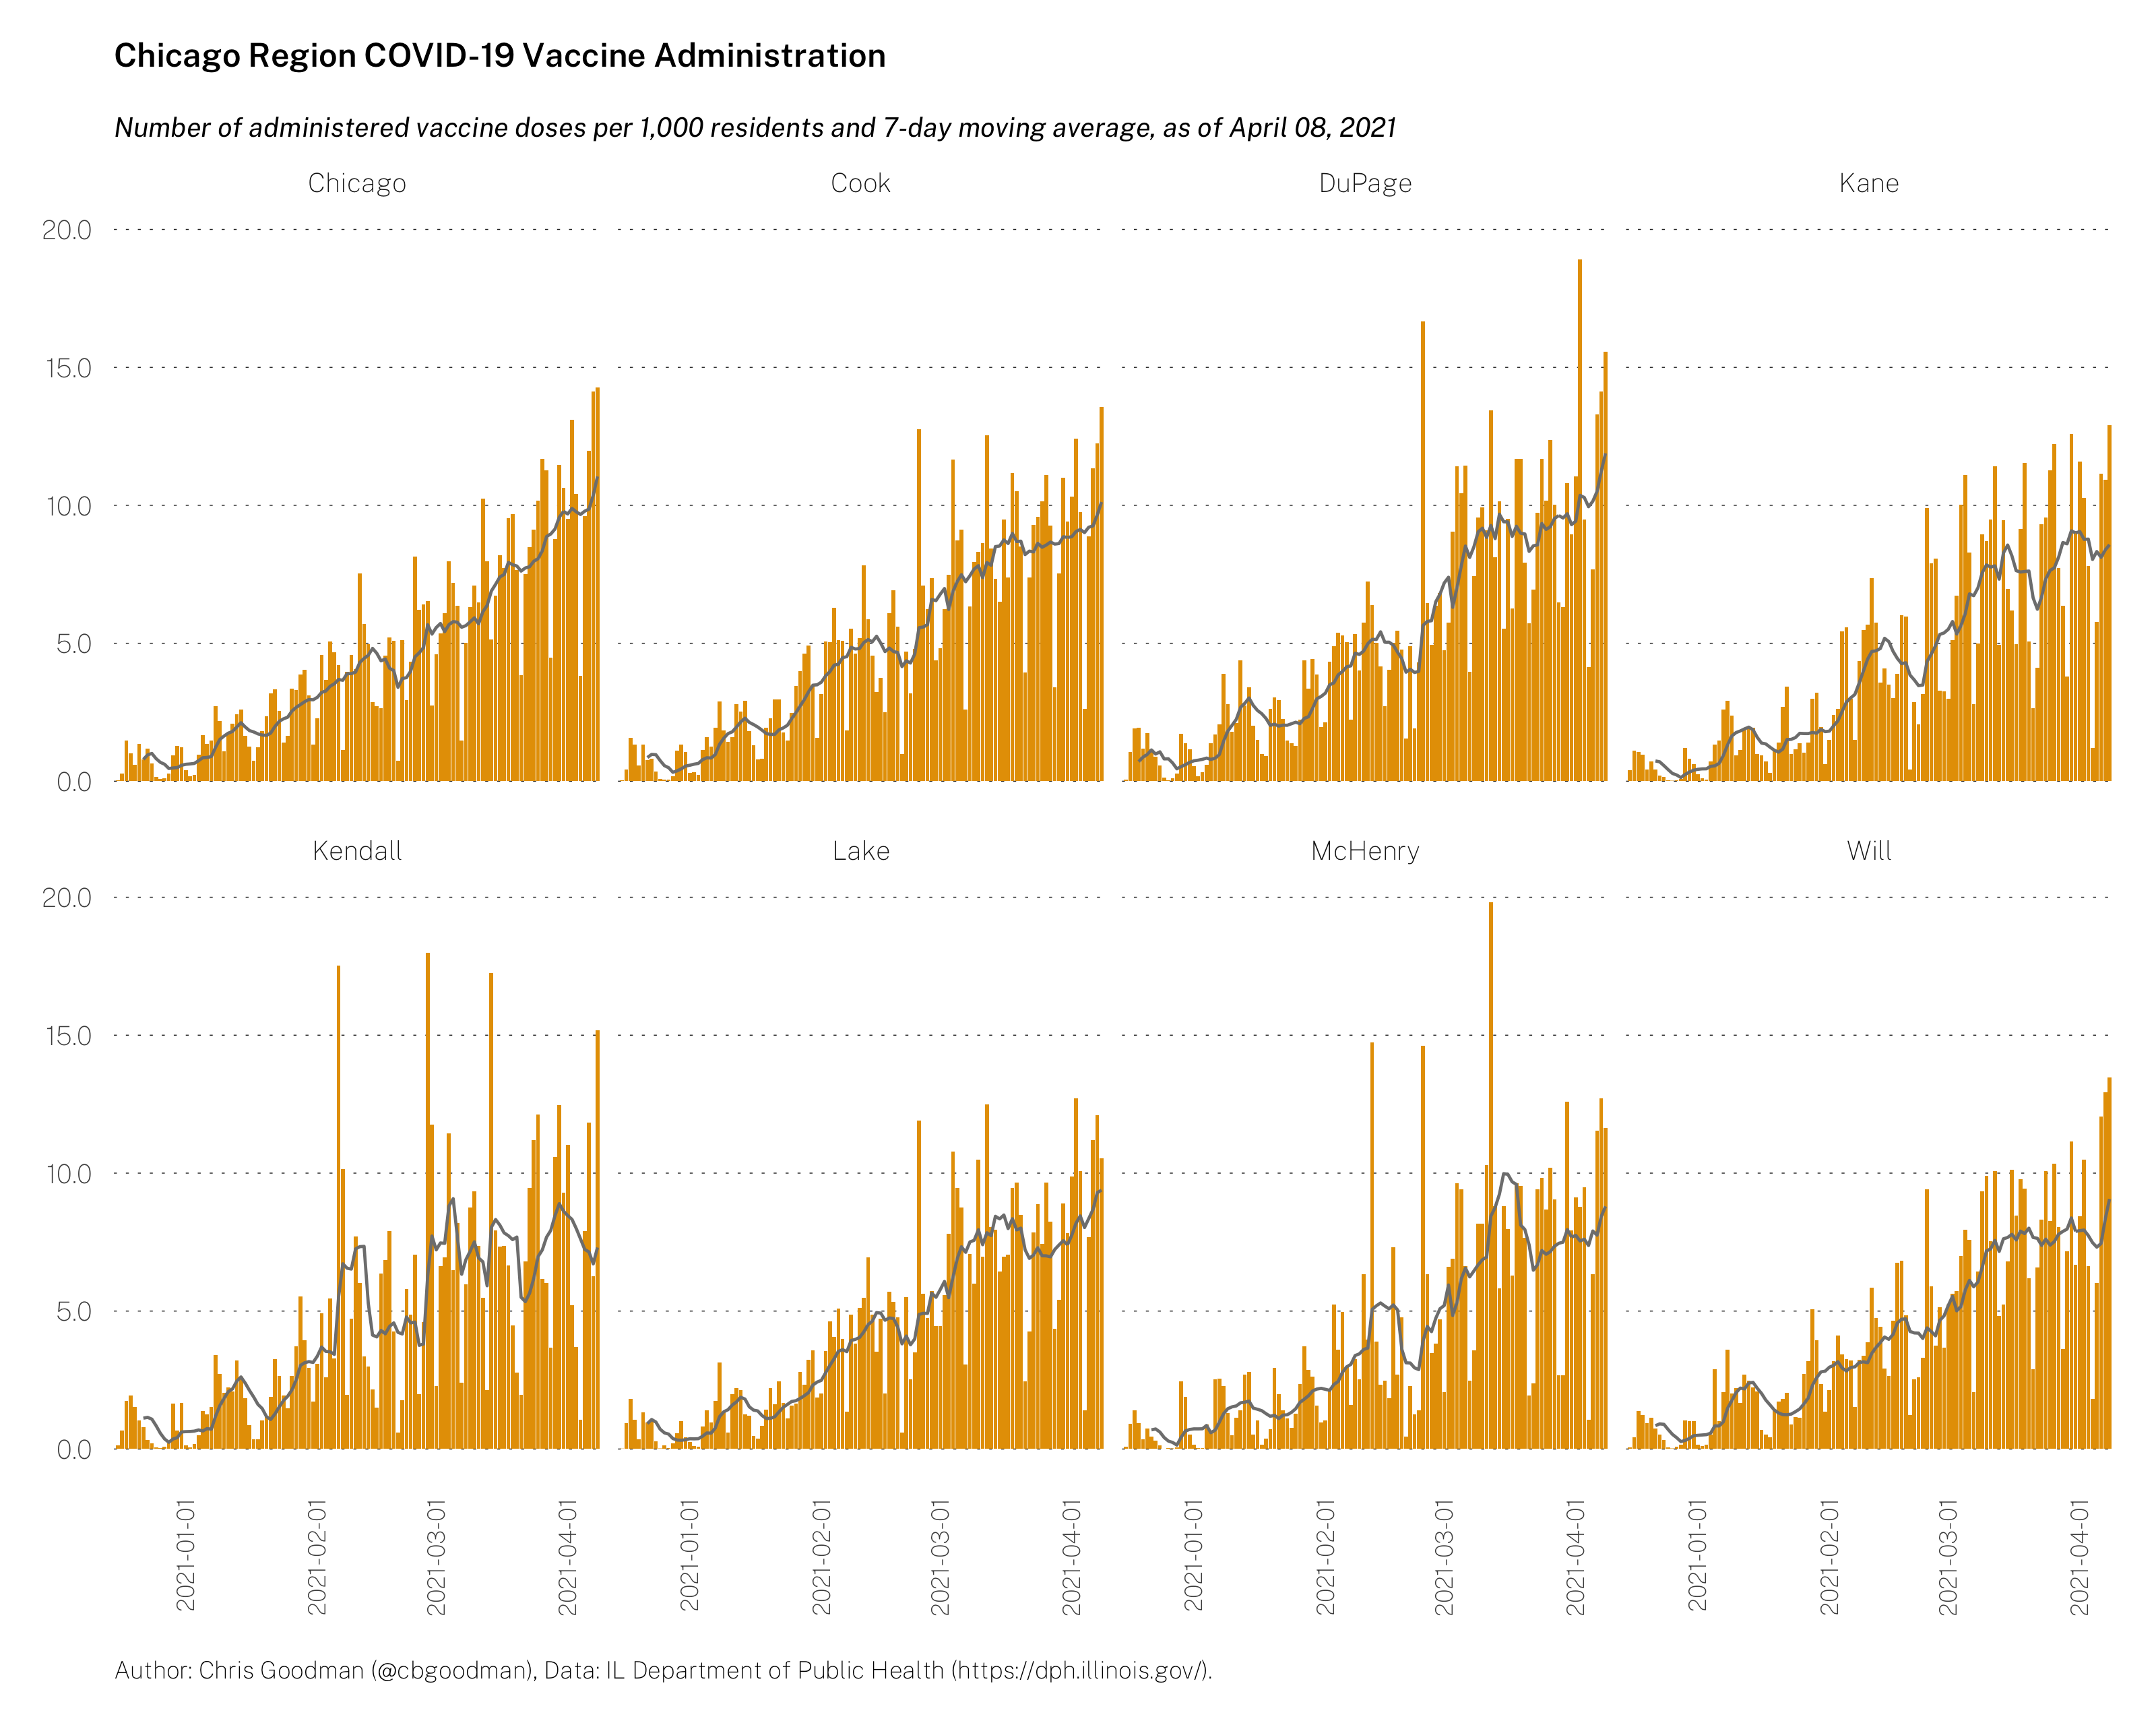 Chicago Region COVID-19 Vaccine Administration
Number of administered vaccine doses per 1,000 residents and 7-day moving average, as of April 08, 2021
Chicago Cook DuPage Kane
20.0
15.0
10.0
5.0
0.0
Kendall Lake McHenry Will
20.0
15.0
10.0
5.0
0.0
2021-01-01 2021-02-01 2021-03-01 2021-04-01 2021-01-01 2021-02-01 2021-03-01 2021-04-01 2021-01-01 2021-02-01 2021-03-01 2021-04-01 2021-01-01 2021-02-01 2021-03-01 2021-04-01
Author: Chris Goodman (@cbgoodman), Data: IL Department of Public Health (https://dph.illinois.gov/).